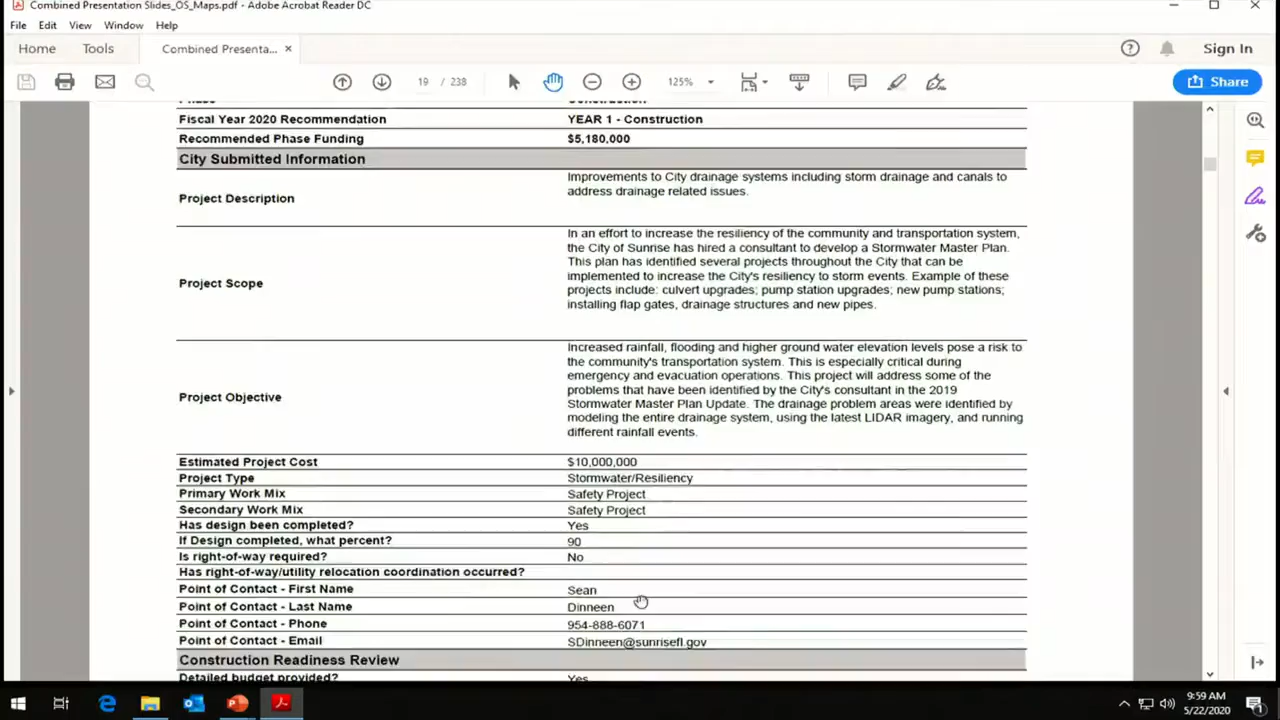 Combined Presentation Slides_OS_Maps.pdf - Adobe Acrobat Reader DC
File Edit View Window Help
Home Tools Combined Presenta... × Sign In
19 / 238 125% Share
Phase Construction
Fiscal Year 2020 Recommendation YEAR 1 - Construction
Recommended Phase Funding $5,180,000
City Submitted Information
Project Description
Improvements to City drainage systems including storm drainage and canals to
address drainage related issues.
Project Scope
In an effort to increase the resiliency of the community and transportation system,
the City of Sunrise has hired a consultant to develop a Stormwater Master Plan.
This plan has identified several projects throughout the City that can be
implemented to increase the City's resiliency to storm events. Example of these
projects include: culvert upgrades; pump station upgrades; new pump stations;
installing flap gates, drainage structures and new pipes.
Project Objective
Increased rainfall, flooding and higher ground water elevation levels pose a risk to
the community's transportation system. This is especially critical during
emergency and evacuation operations. This project will address some of the
problems that have been identified by the City's consultant in the 2019
Stormwater Master Plan Update. The drainage problem areas were identified by
modeling the entire drainage system, using the latest LIDAR imagery, and running
different rainfall events.
Estimated Project Cost $10,000,000
Project Type Stormwater/Resiliency
Primary Work Mix Safety Project
Secondary Work Mix Safety Project
Has design been completed? Yes
If Design completed, what percent? 90
Is right-of-way required? No
Has right-of-way/utility relocation coordination occurred?
Point of Contact - First Name Sean
Point of Contact - Last Name Dinneen
Point of Contact - Phone 954-888-6071
Point of Contact - Email SDinneen@sunrisefl.gov
Construction Readiness Review
Detailed budget provided? Yes
9:59 AM
5/22/2020